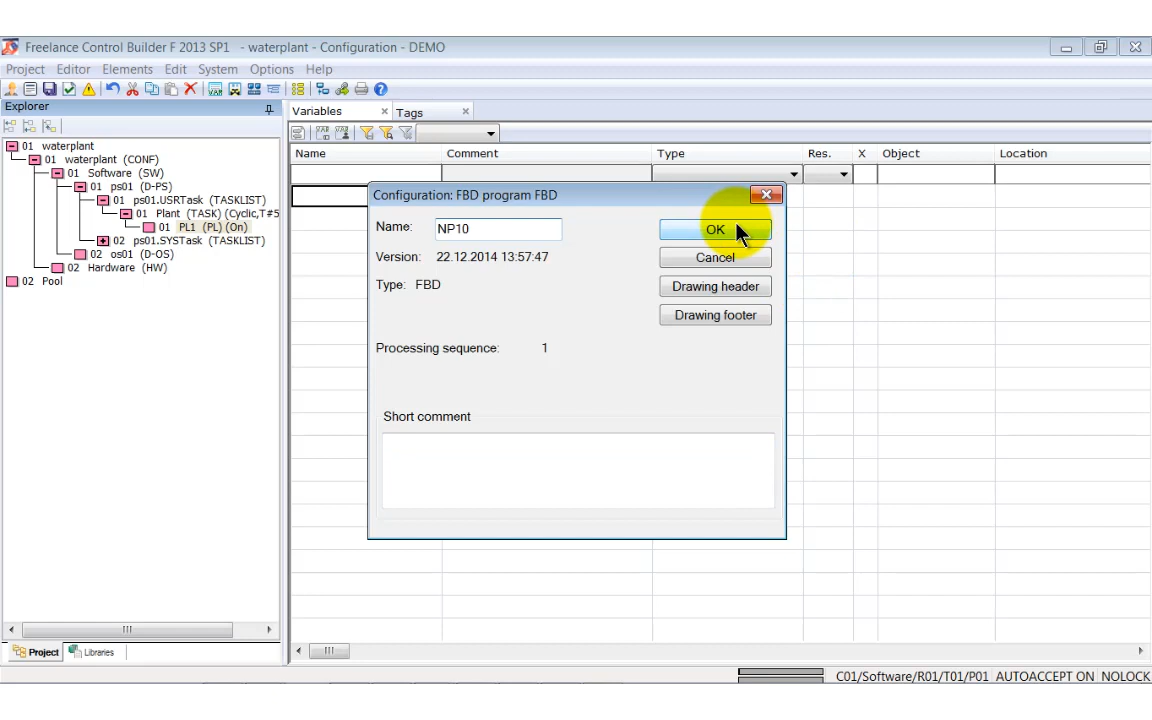 Freelance Control Builder F 2013 SP1 - waterplant - Configuration - DEMO
Project Editor Elements Edit System Options Help
Explorer
Variables
Tags
01 waterplant
01 waterplant (CONF)
01 Software (SW)
01 ps01 (D-PS)
01 ps01.USRTask (TASKLIST)
01 Plant (TASK) (Cyclic,T#5
01 PL1 (PL) (On)
02 ps01.SYSTask (TASKLIST)
02 os01 (D-OS)
02 Hardware (HW)
02 Pool
Name Comment Type Res. X Object Location
Configuration: FBD program FBD
Name: NP10
OK
Version: 22.12.2014 13:57:47
Cancel
Type: FBD
Drawing header
Drawing footer
Processing sequence: 1
Short comment
Project
Libraries
C01/Software/R01/T01/P01 AUTOACCEPT ON NOLOCK